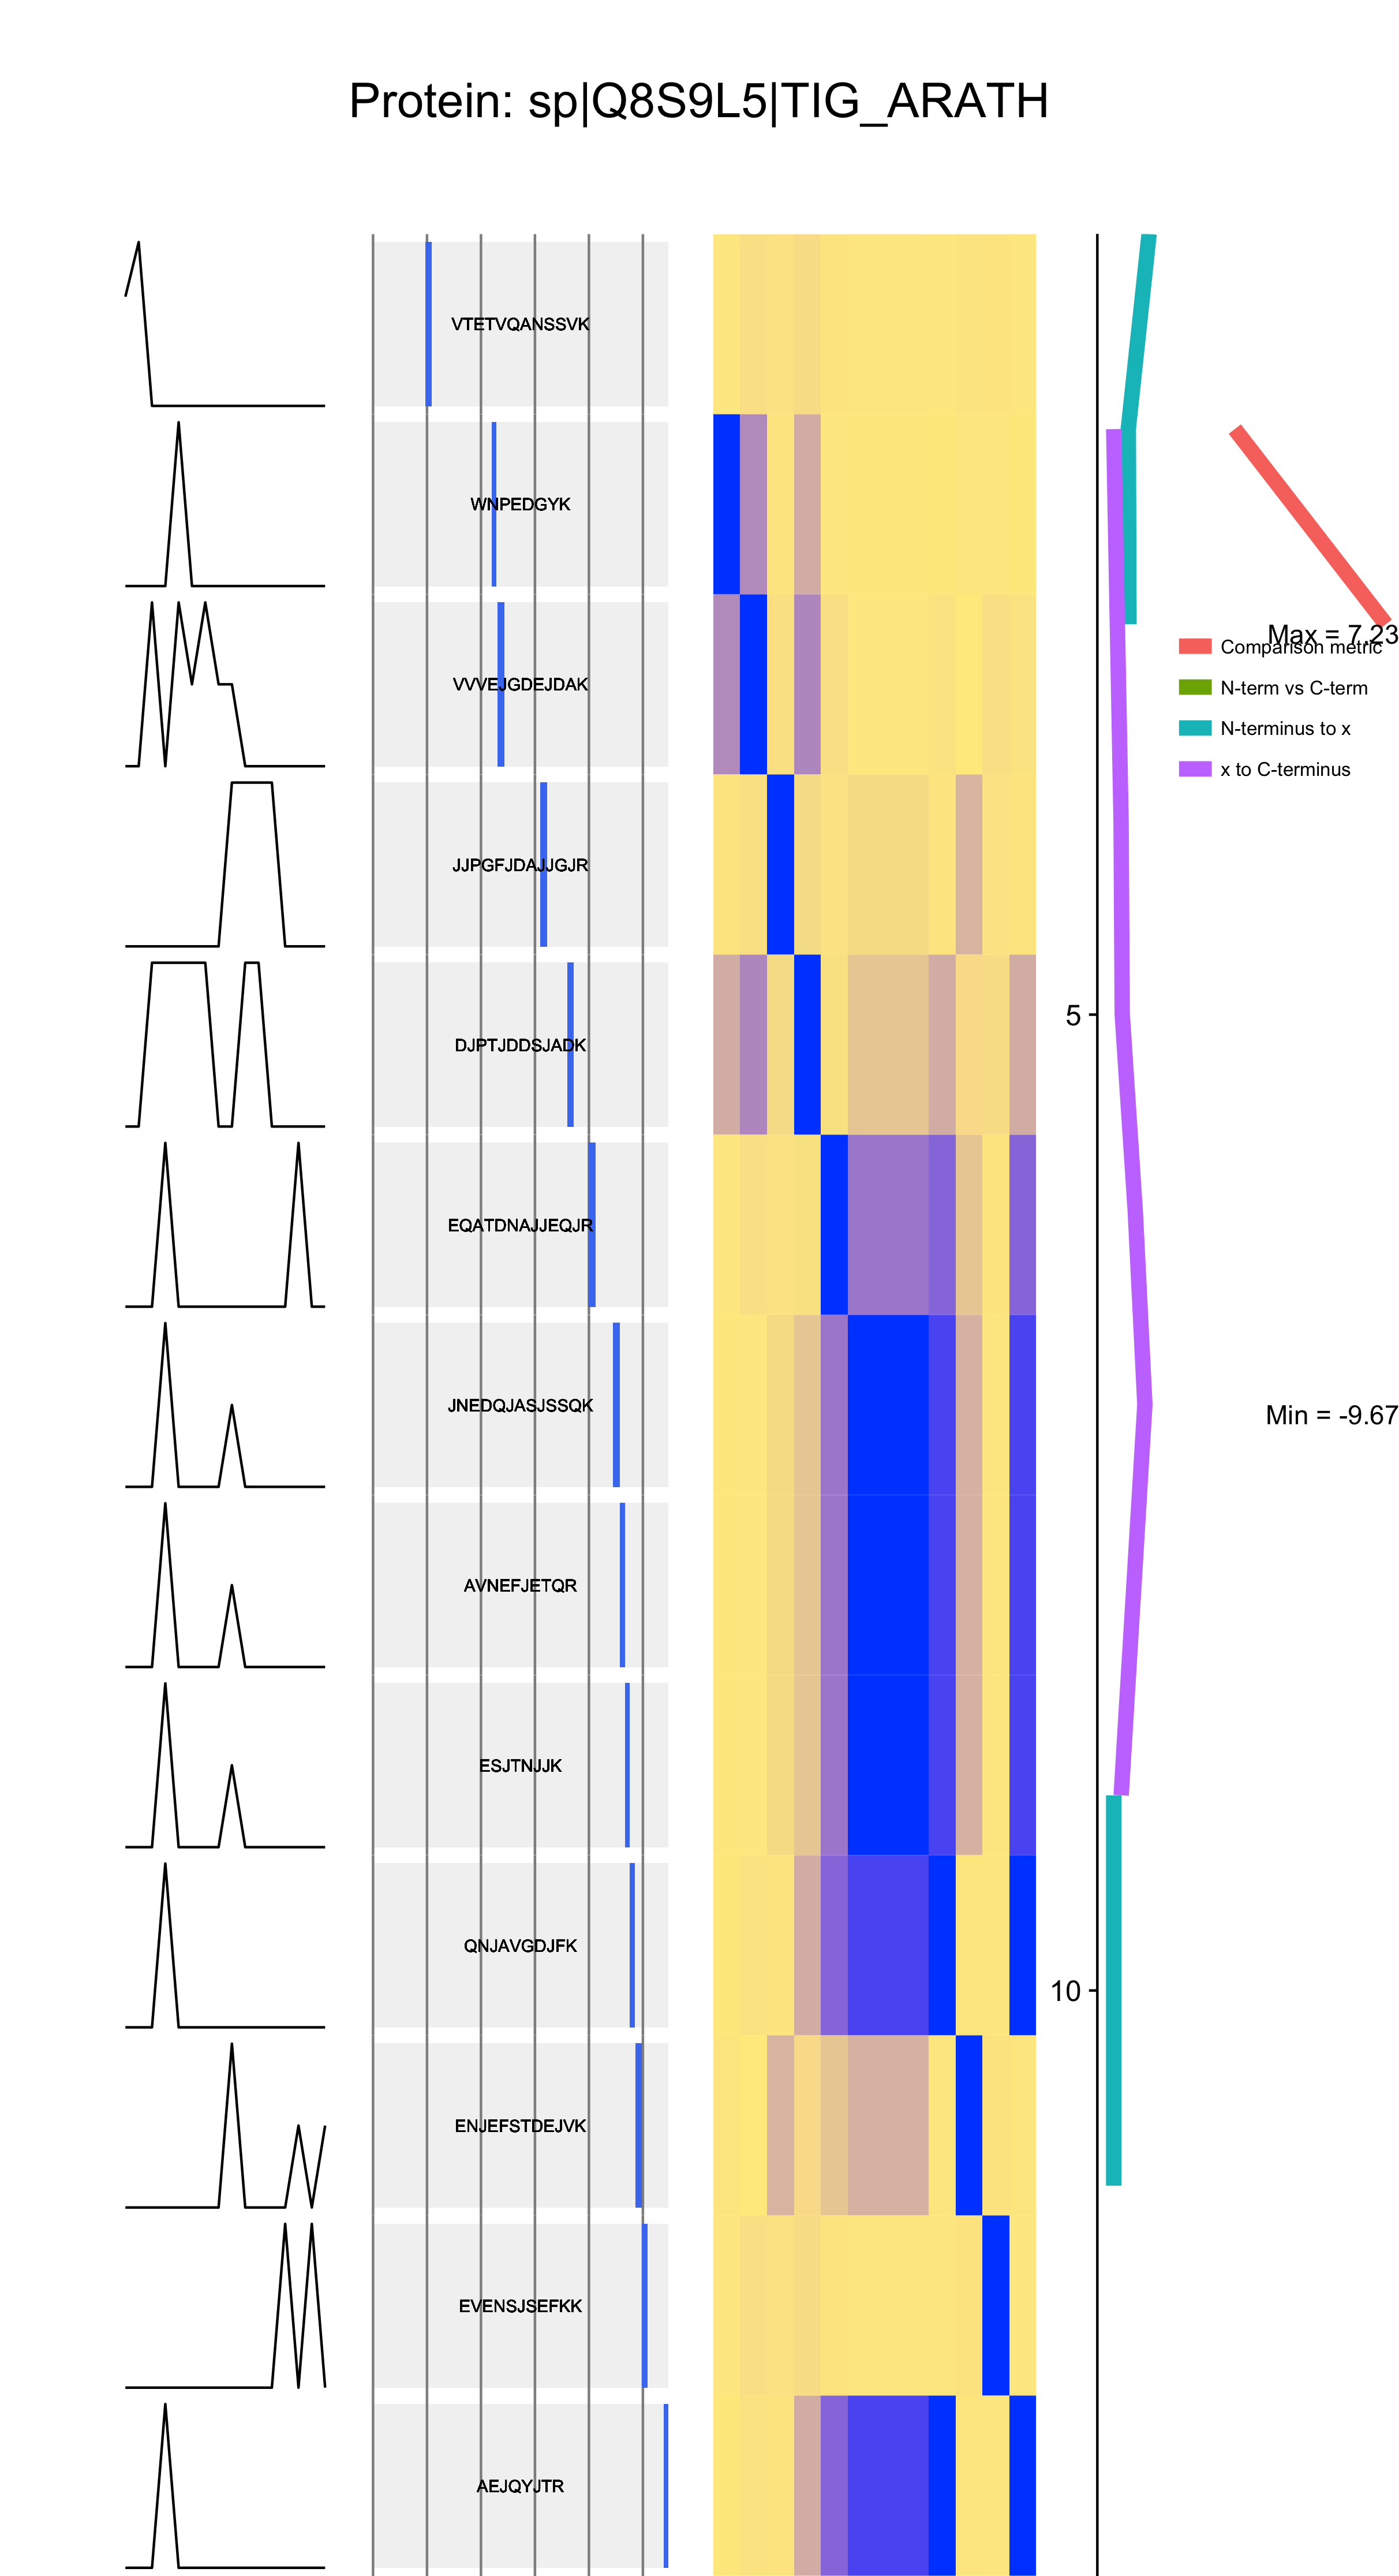 Protein: sp|Q8S9L5|TIG_ARATH
VTETVQANSSVK
WNPEDGYK
Max = 7.23
Comparison metric
VVVEJGDEJDAK
N-term vs C-term
N-terminus to x
x to C-terminus
JJPGFJDAJJGJR
5
DJPTJDDSJADK
EQATDNAJJEQJR
JNEDQJASJSSQK
Min = -9.67
AVNEFJETQR
ESJTNJJK
QNJAVGDJFK
10
ENJEFSTDEJVK
EVENSJSEFKK
AEJQYJTR